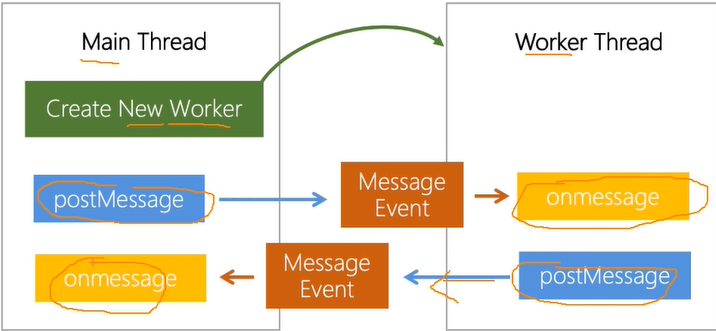 Main Thread
Worker Thread
Create New Worker
postMessage
Message
Event
onmessage
onmessage
Message
Event
postMessage